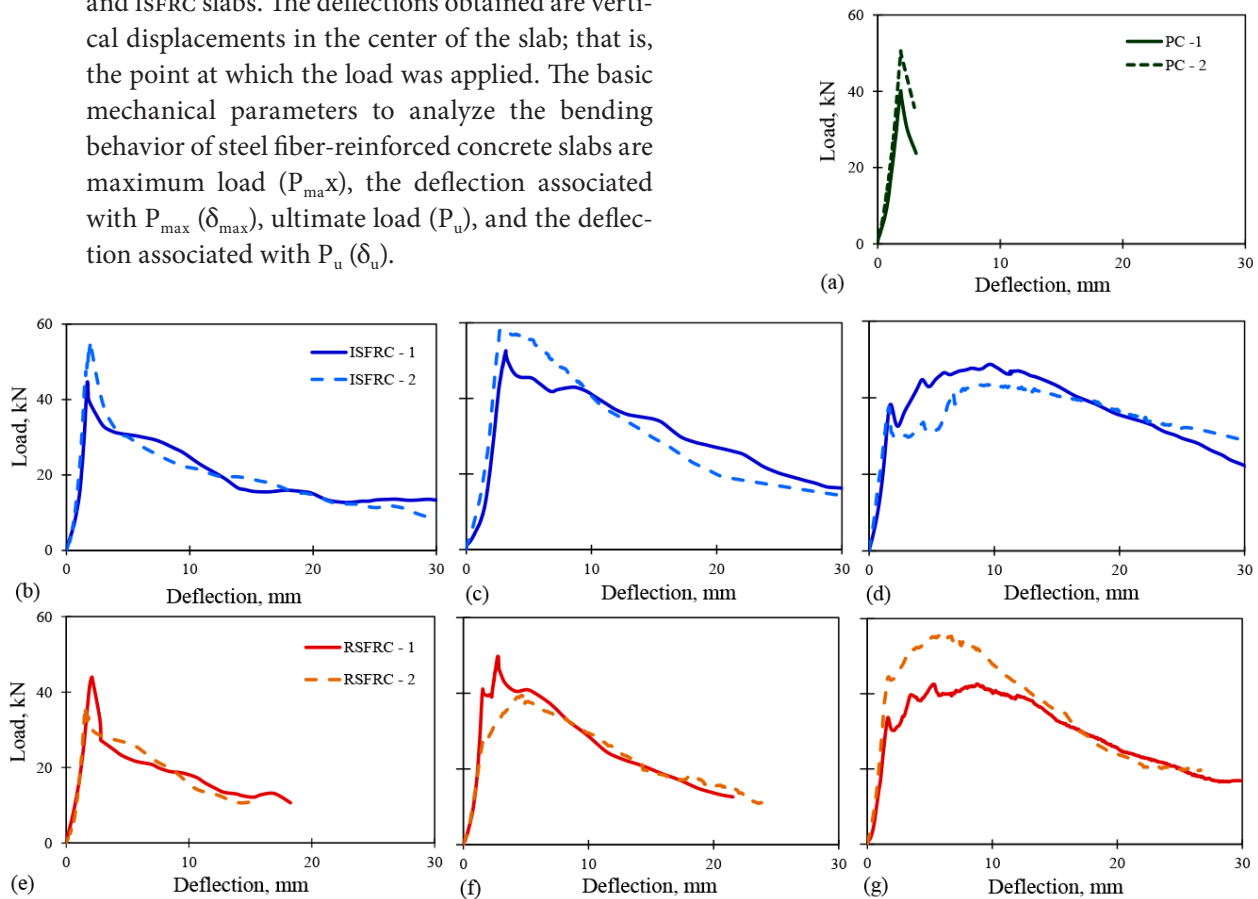 and ISFRC slabs. The deflections obtained are verti-
cal displacements in the center of the slab; that is,
the point at which the load was applied. The basic
mechanical parameters to analyze the bending
behavior of steel fiber-reinforced concrete slabs are
maximum load (Pmax), the deflection associated
with Pmax (δmax), ultimate load (Pu), and the deflec-
tion associated with Pu (δu).
60
40
20
0
Load, kN
PC -1
PC - 2
0 10 20 30
(a) Deflection, mm
60
40
20
0
Load, kN
ISFRC - 1
ISFRC - 2
0 10 20 30
(b) Deflection, mm
0 10 20 30
(c) Deflection, mm
0 10 20 30
(d) Deflection, mm
60
40
20
0
Load, kN
RSFRC - 1
RSFRC - 2
0 10 20 30
(e) Deflection, mm
0 10 20 30
(f) Deflection, mm
0 10 20 30
(g) Deflection, mm